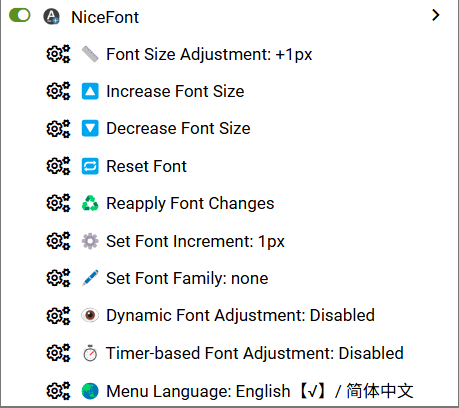 NiceFont
Font Size Adjustment: +1px
Increase Font Size
Decrease Font Size
Reset Font
Reapply Font Changes
Set Font Increment: 1px
Set Font Family: none
Dynamic Font Adjustment: Disabled
Timer-based Font Adjustment: Disabled
Menu Language: English【√】/ 简体中文